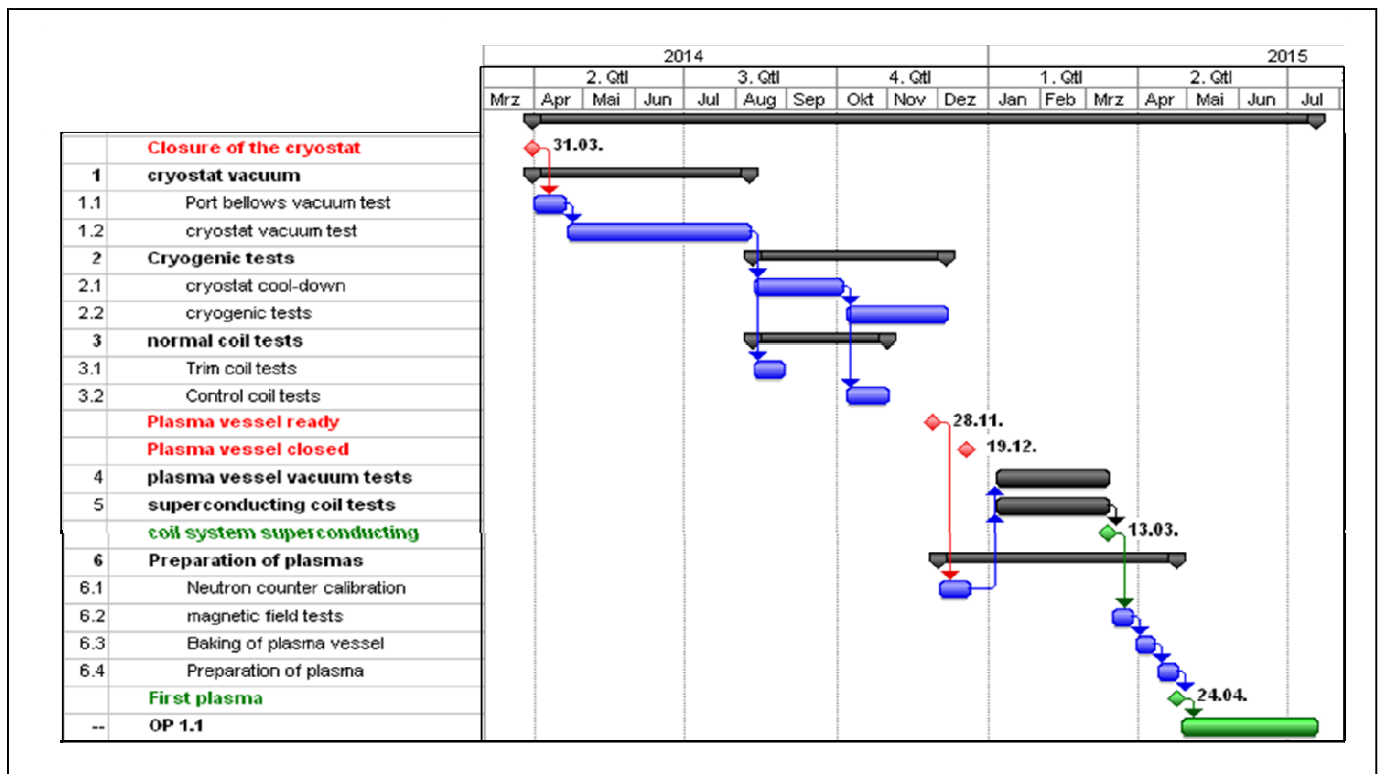 2014 2015
2. Qtl 3. Qtl 4. Qtl 1. Qtl 2. Qtl
Mrz Apr Mai Jun Jul Aug Sep Okt Nov Dez Jan Feb Mrz Apr Mai Jun Jul
Closure of the cryostat 31.03.
1 cryostat vacuum
1.1 Port bellows vacuum test
1.2 cryostat vacuum test
2 Cryogenic tests
2.1 cryostat cool-down
2.2 cryogenic tests
3 normal coil tests
3.1 Trim coil tests
3.2 Control coil tests
Plasma vessel ready 28.11.
Plasma vessel closed 19.12.
4 plasma vessel vacuum tests
5 superconducting coil tests
coil system superconducting 13.03.
6 Preparation of plasmas
6.1 Neutron counter calibration
6.2 magnetic field tests
6.3 Baking of plasma vessel
6.4 Preparation of plasma
First plasma 24.04.
-- OP 1.1